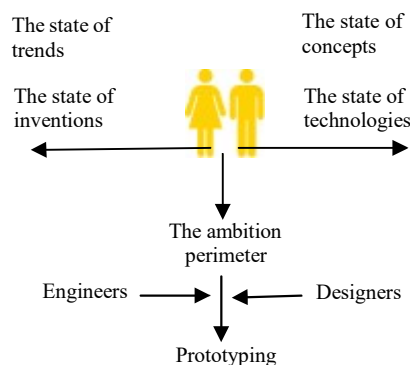 The state of
trends
The state of
concepts
The state of
inventions
The state of
technologies
The ambition
perimeter
Engineers
Designers
Prototyping